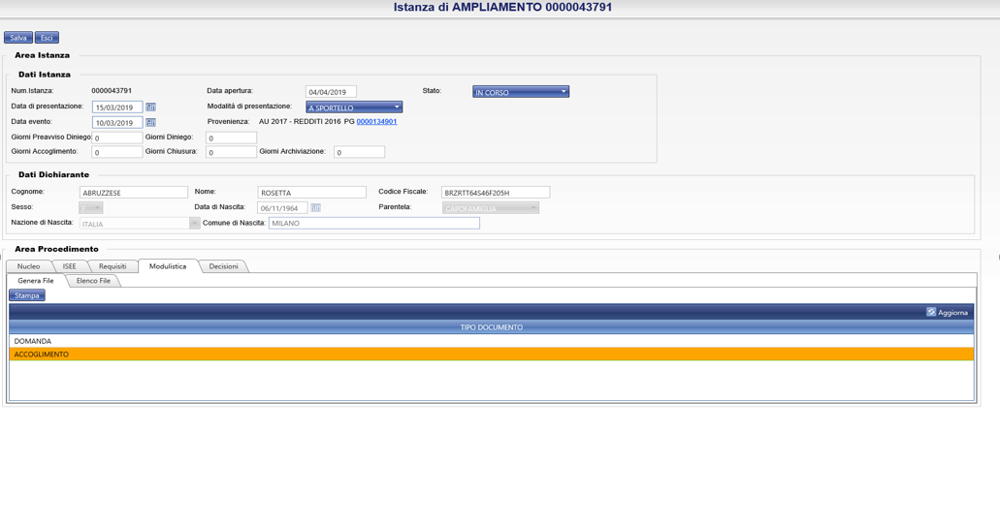 Istanza di AMPLIAMENTO 0000043791
Salva Esci
Area Istanza
Dati Istanza
Num.Istanza: 0000043791 Data apertura: 04/04/2019 Stato: IN CORSO
Data di presentazione: 15/03/2019 Modalità di presentazione: A SPORTELLO
Data evento: 10/03/2019 Provenienza: AU 2017 - REDDITI 2016 PG 0000134901
Giorni Preavviso Diniego: 0 Giorni Diniego: 0
Giorni Accoglimento: 0 Giorni Chiusura: 0 Giorni Archiviazione: 0
Dati Dichiarante
Cognome: ABRUZZESE Nome: ROSETTA Codice Fiscale: BRZRTT64S46F205H
Sesso: F Data di Nascita: 06/11/1964 Parentela: CAPOFAMIGLIA
Nazione di Nascita: ITALIA Comune di Nascita: MILANO
Area Procedimento
Nucleo ISEE Requisiti Modulistica Decisioni
Genera File Elenco File
Stampa
Aggiorna
TIPO DOCUMENTO
DOMANDA
ACCOGLIMENTO